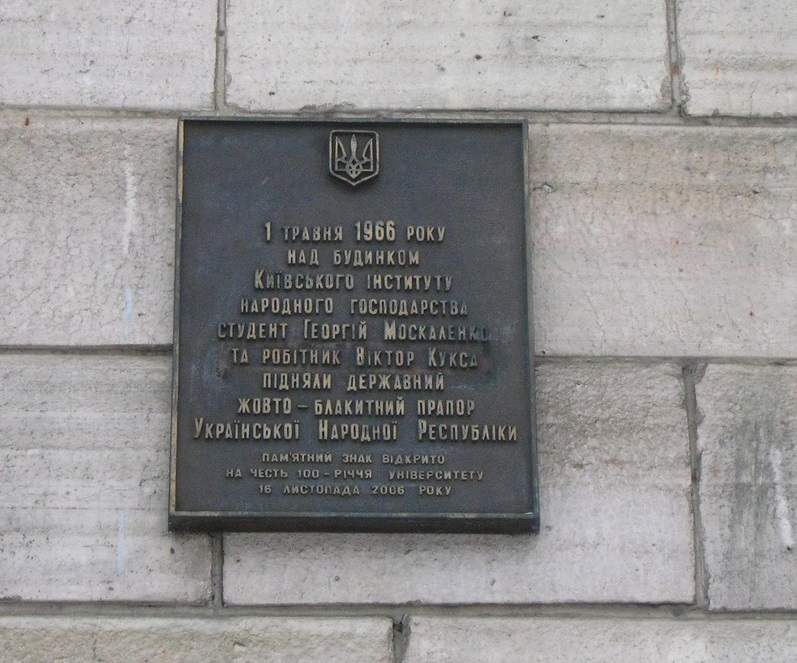 1 травня 1966 року
над будинком
Київського інституту
народного господарства
студент Георгій Москаленко
та робітник Віктор Кукса
підняли державний
жовто – блакитний прапор
Української Народної Республіки
пам'ятний знак відкрито
на честь 100 - річчя університету
16 листопада 2006 року